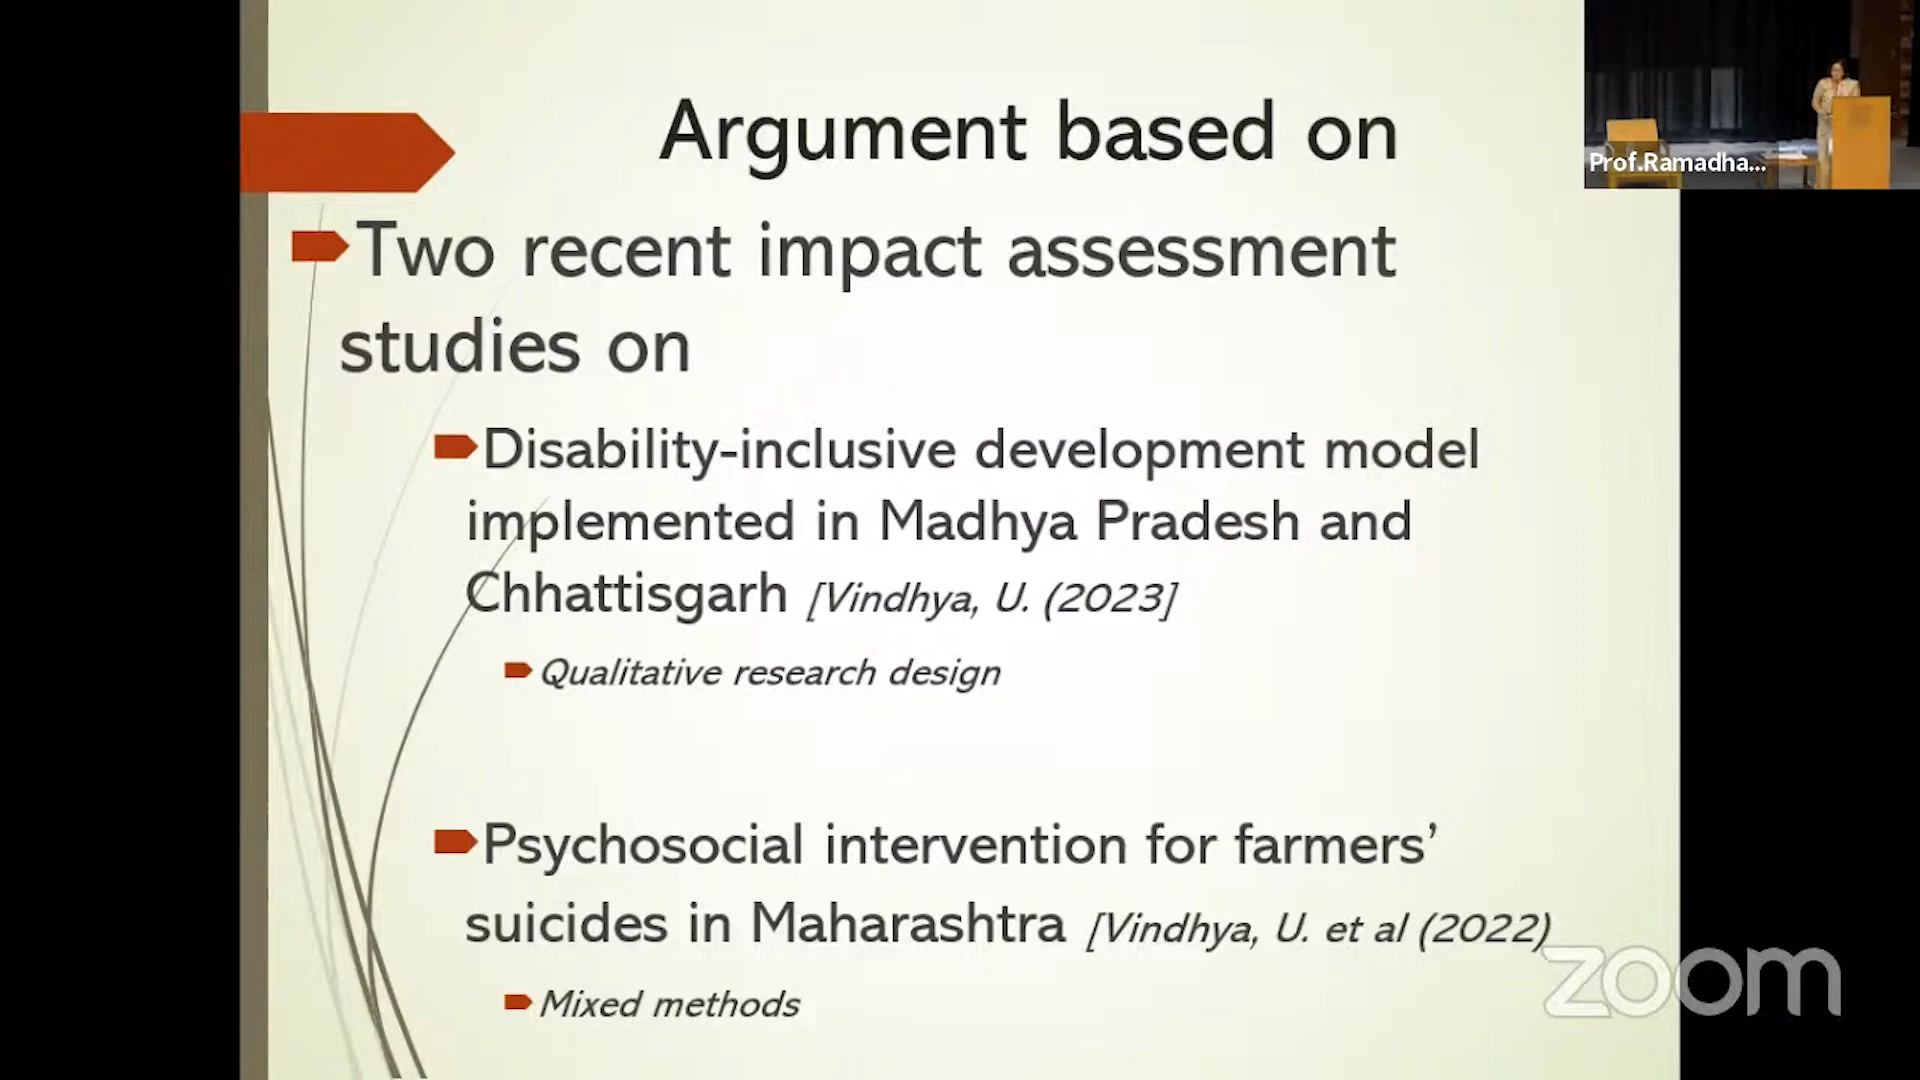 Argument based on
Prof.Ramadha...
Two recent impact assessment
studies on
Disability-inclusive development model
implemented in Madhya Pradesh and
Chhattisgarh [Vindhya, U. (2023]
Qualitative research design
Psychosocial intervention for farmers’
suicides in Maharashtra [Vindhya, U. et al (2022)
Mixed methods
zoom